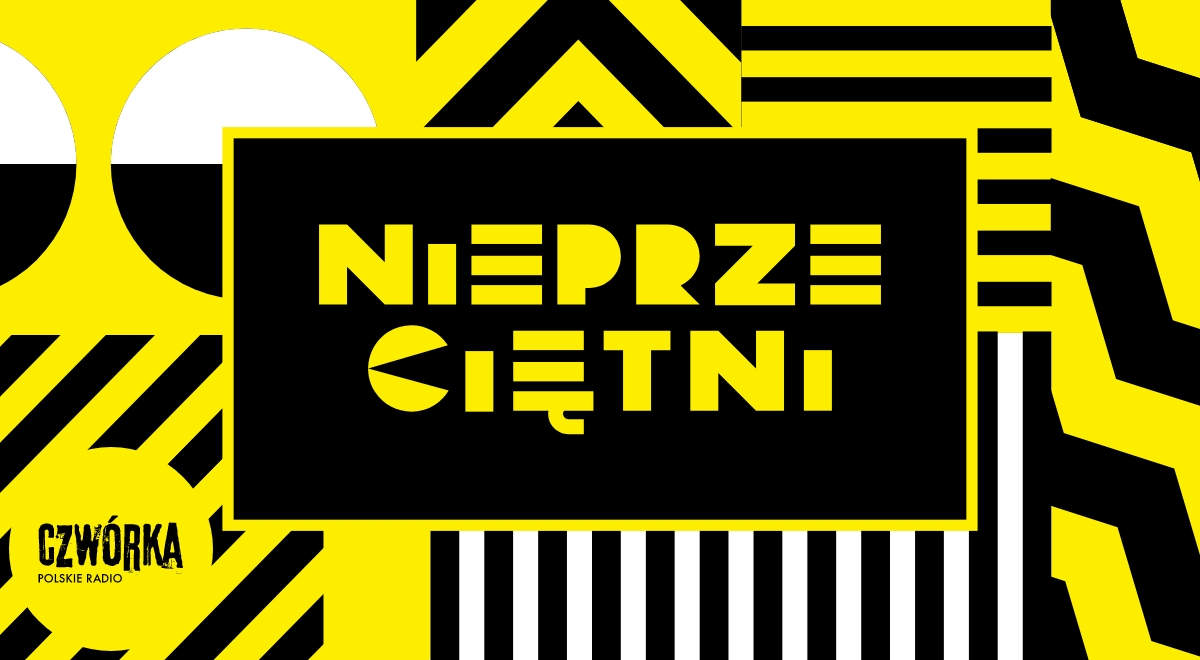 NIEPRZE
CIĘTNI
CZWÓRKA
POLSKIE RADIO